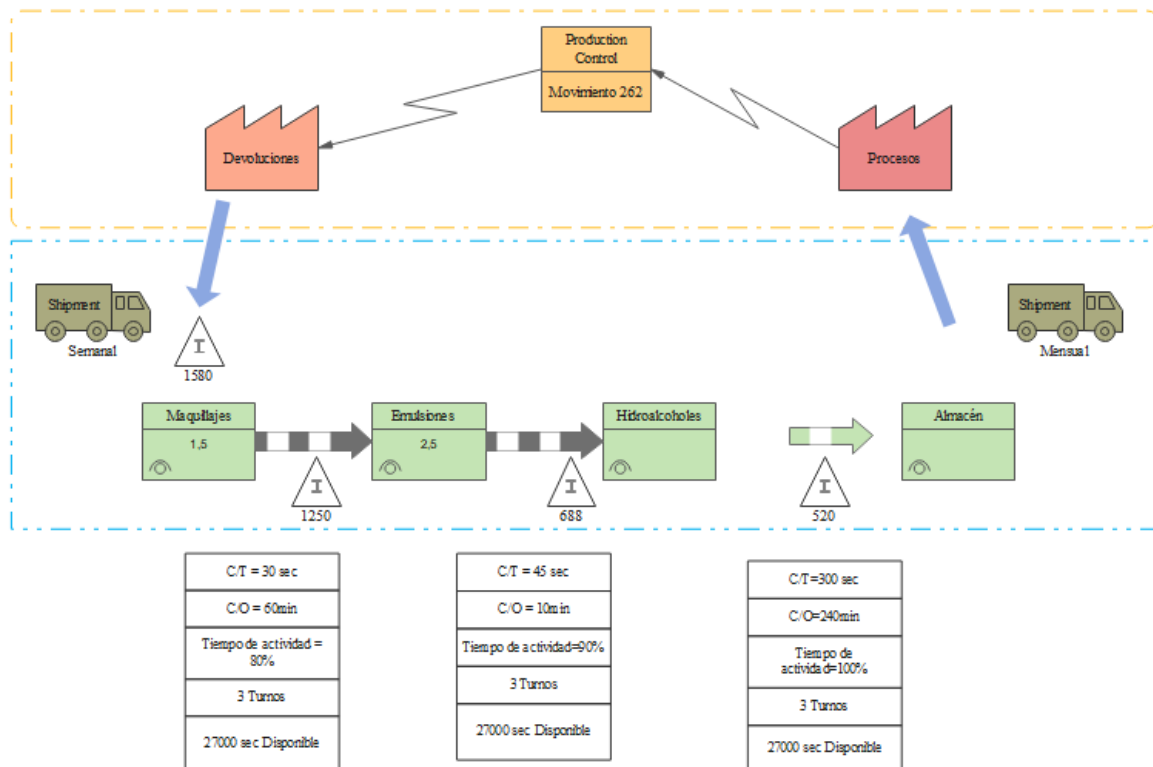 Production
Control
Movimiento 262
Devoluciones
Procesos
Shipment
Semanal
Shipment
Mensual
I
1580
Maquillajes
1,5
Emulsiones
2,5
Hidroalcoholes
Almacén
I
1250
I
688
I
520
C/T = 30 sec
C/O = 60min
Tiempo de actividad =
80%
3 Turnos
27000 sec Disponible
C/T = 45 sec
C/O = 10min
Tiempo de actividad=90%
3 Turnos
27000 sec Disponible
C/T=300 sec
C/O=240min
Tiempo de
actividad=100%
3 Turnos
27000 sec Disponible